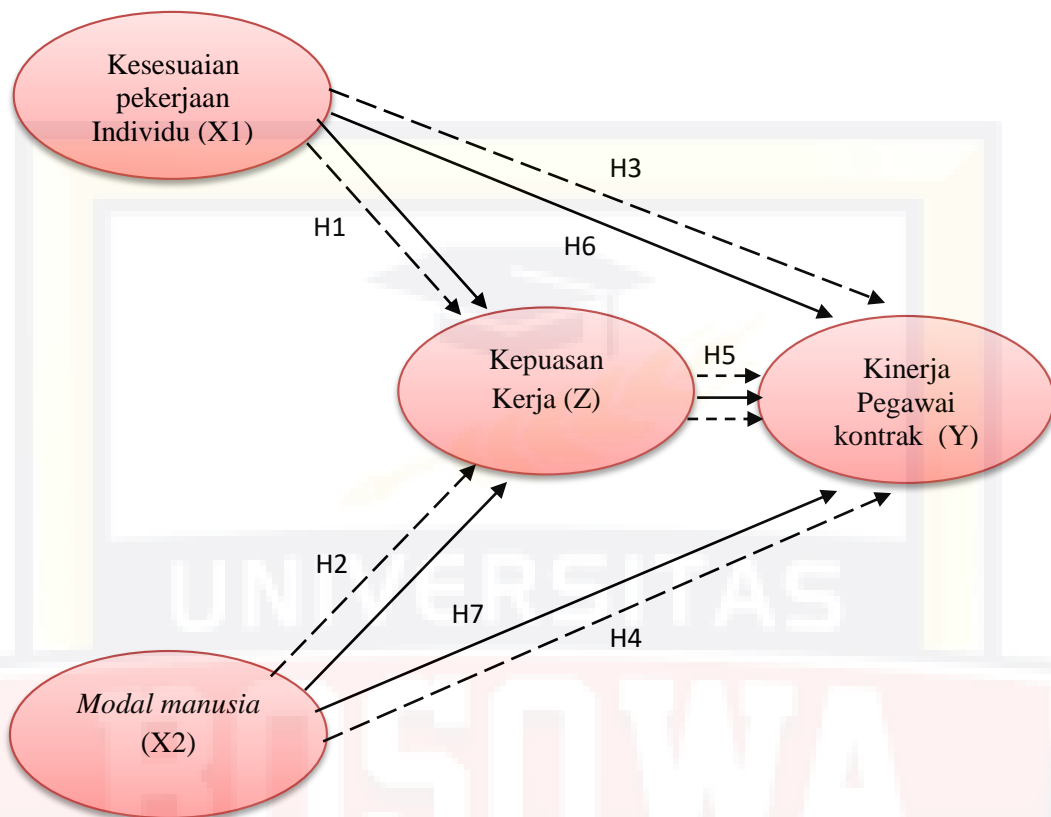 Kesesuaian
pekerjaan
Individu (X1)
H3
H1
H6
Kepuasan
Kerja (Z)
H5
Kinerja
Pegawai
kontrak (Y)
H2
UNIVERSITAS
H7
H4
Modal manusia
(X2)
BOSOWA